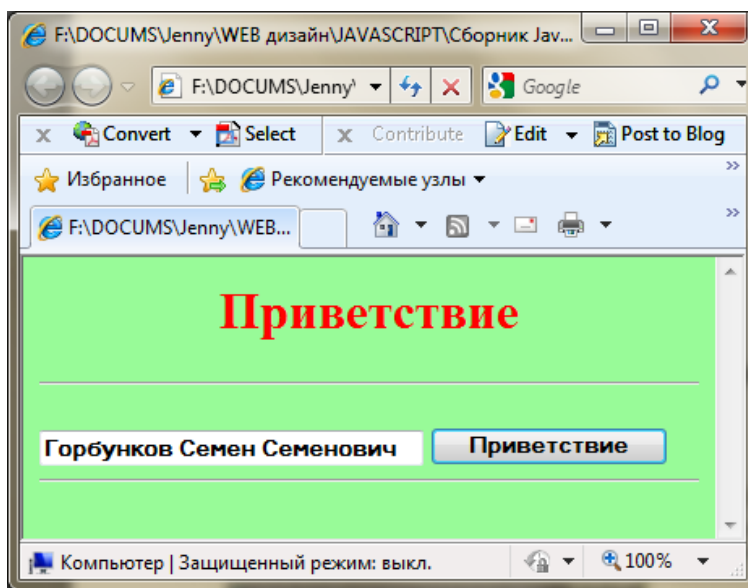 F:\DOCUMS\Jenny\WEB дизайн\JAVASCRIPT\Сборник Jav...
F:\DOCUMS\Jenny\ Google
x Convert Select x Contribute Edit Post to Blog
Избранное Рекомендуемые узлы
F:\DOCUMS\Jenny\WEB...
Приветствие
Горбунков Семен Семенович Приветствие
Компьютер | Защищенный режим: выкл. 100%